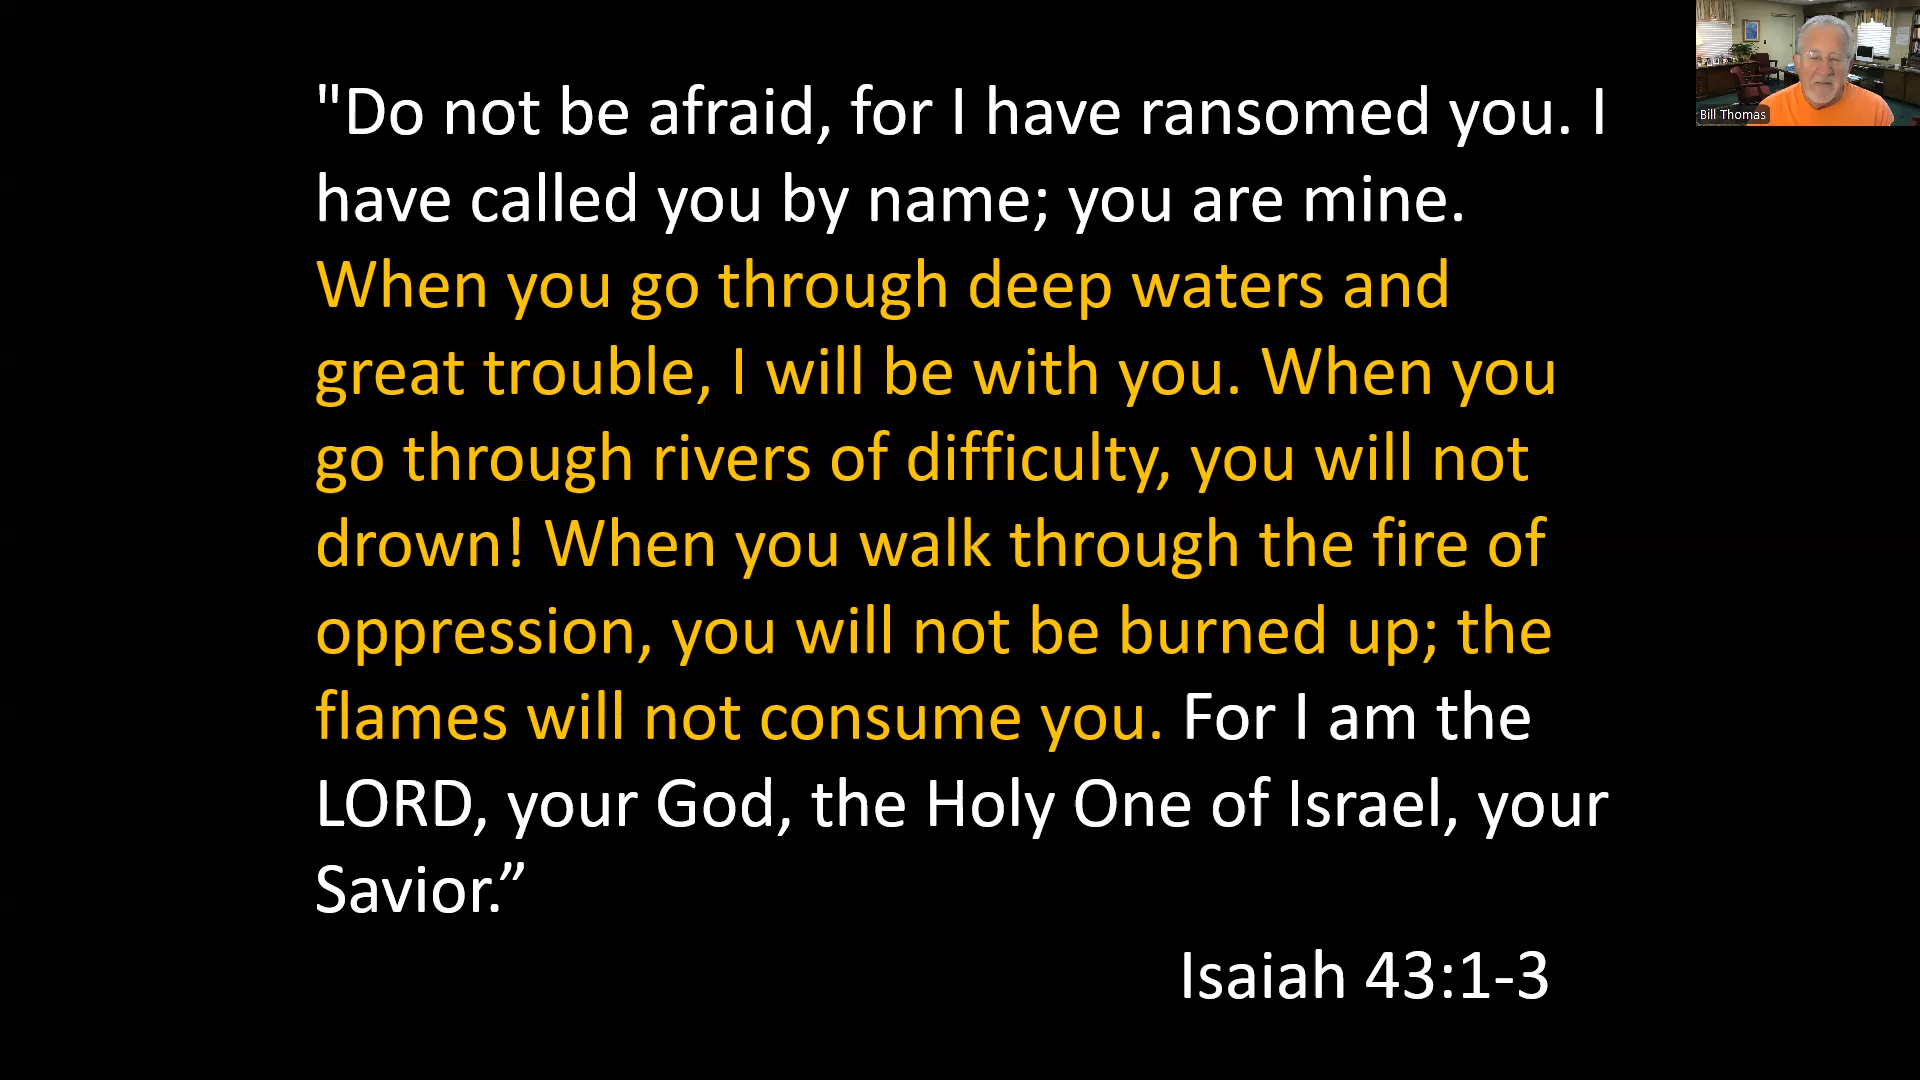 "Do not be afraid, for I have ransomed you. I
have called you by name; you are mine.
When you go through deep waters and
great trouble, I will be with you. When you
go through rivers of difficulty, you will not
drown! When you walk through the fire of
oppression, you will not be burned up; the
flames will not consume you. For I am the
LORD, your God, the Holy One of Israel, your
Savior.”
Isaiah 43:1-3
Bill Thomas